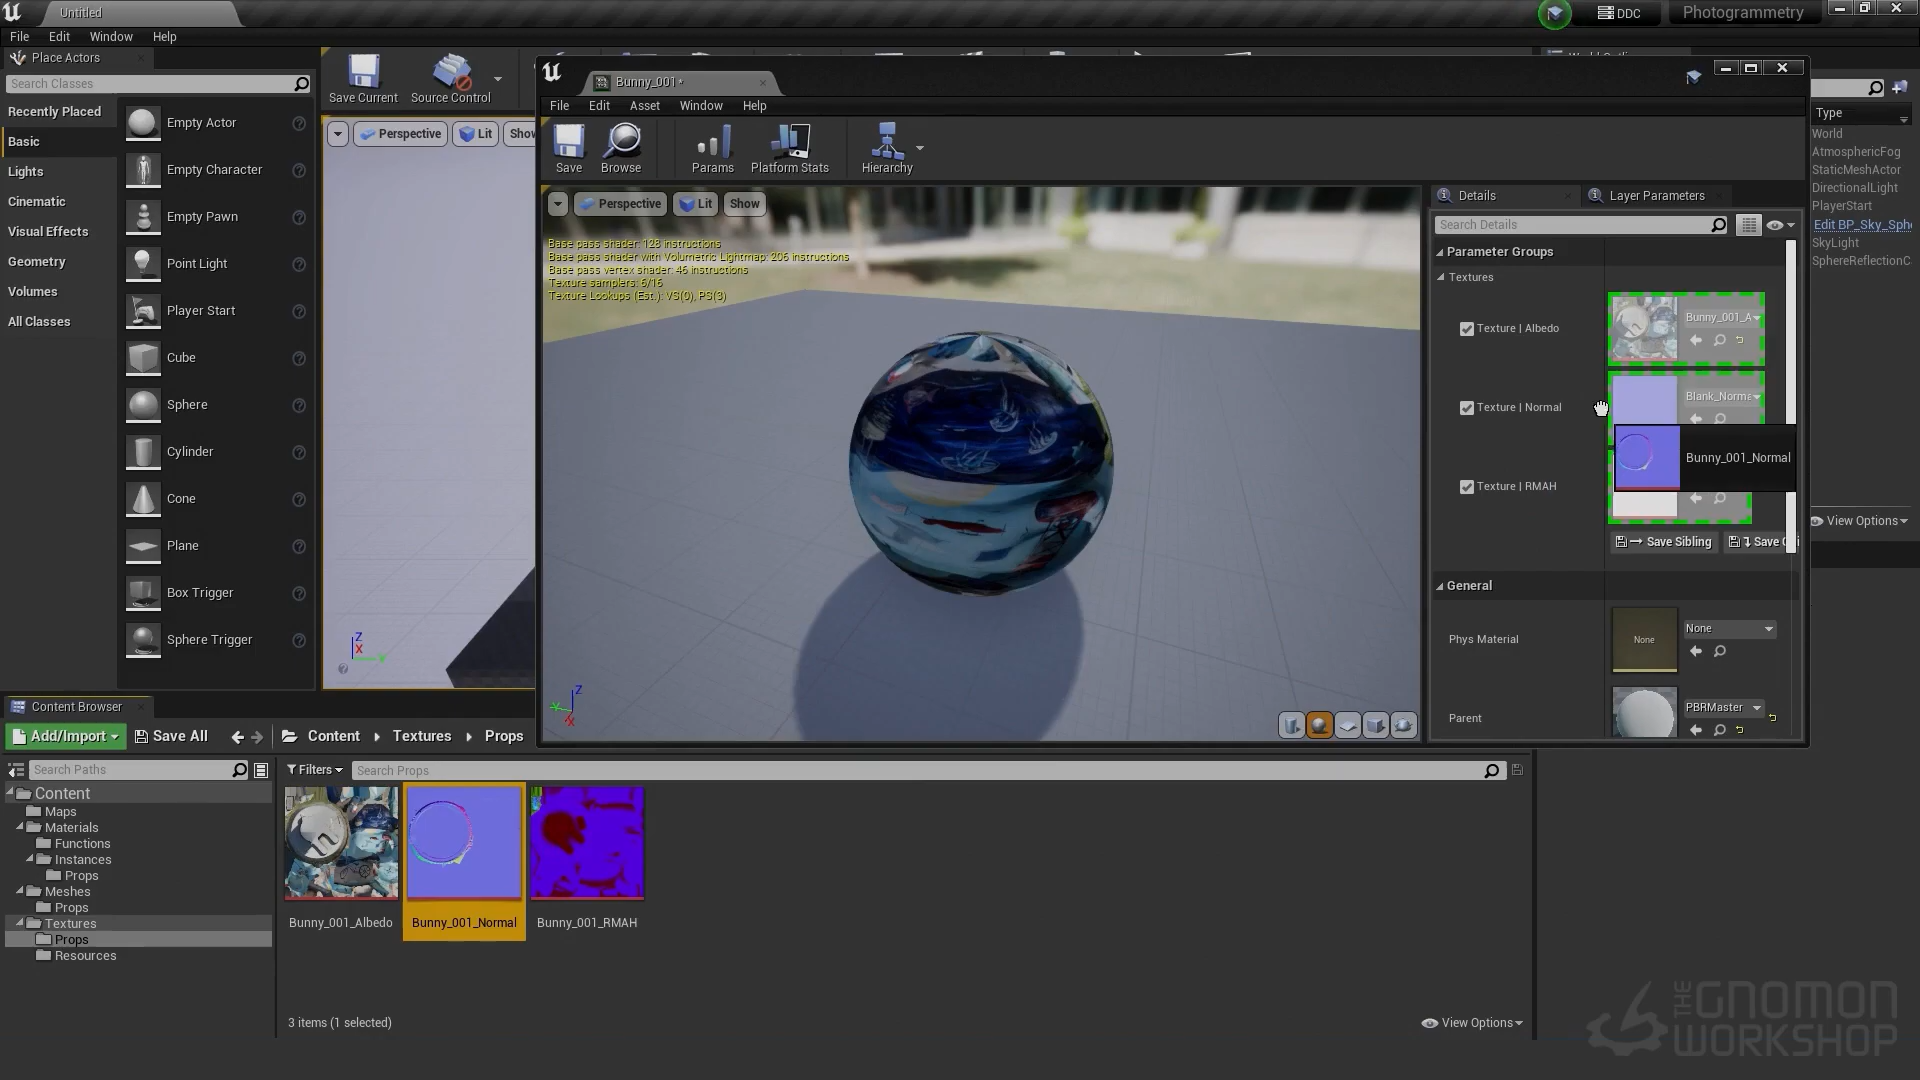 Untitled
DDC
Photogrammetry
File Edit Window Help
Place Actors
Search Classes
Recently Placed
Basic
Lights
Cinematic
Visual Effects
Geometry
Volumes
All Classes
Empty Actor
Empty Character
Empty Pawn
Point Light
Player Start
Cube
Sphere
Cylinder
Cone
Plane
Box Trigger
Sphere Trigger
Save Current
Source Control
Perspective Lit Show
Z
X
Y
Bunny_001*
File Edit Asset Window Help
Save
Browse
Params
Platform Stats
Hierarchy
Perspective Lit Show
Base pass shader: 128 instructions
Base pass shader with Volumetric Lightmap: 206 instructions
Base pass vertex shader: 46 instructions
Texture samplers: 6/16
Texture Lookups (Est.): VS(0), PS(3)
Z
Y
X
Details
Layer Parameters
Search Details
Parameter Groups
Textures
Texture | Albedo
Bunny_001_A
Texture | Normal
Blank_Norma
Bunny_001_Normal
Texture | RMAH
Save Sibling
Save
General
Phys Material
None
None
Parent
PBRMaster
Type
World
AtmosphericFog
StaticMeshActor
DirectionalLight
PlayerStart
Edit BP_Sky_Sphe
SkyLight
SphereReflectionC
View Options
Content Browser
Add/Import
Save All
Content Textures Props
Search Paths
Filters
Search Props
Content
Maps
Materials
Functions
Instances
Props
Meshes
Props
Textures
Props
Resources
Bunny_001_Albedo
Bunny_001_Normal
Bunny_001_RMAH
3 items (1 selected)
View Options
THE GNOMON
WORKSHOP